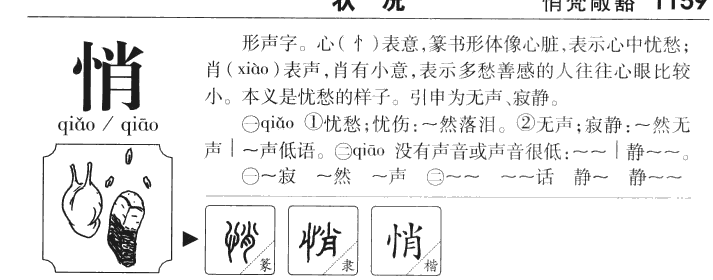 状 况
悄梵敞豁 1159
悄
qiǎo / qiāo
形声字。心(忄)表意,篆书形体像心脏,表示心中忧愁;
肖(xiào)表声,肖有小意,表示多愁善感的人往往心眼比较
小。本义是忧愁的样子。引申为无声、寂静。
㊀qiǎo ①忧愁;忧伤:～然落泪。②无声;寂静:～然无
声｜～声低语。㊁qiāo 没有声音或声音很低:～～｜静～～。
㊀～寂 ～然 ～声 ㊁～～ ～～话 静～ 静～～
悄 篆 悄 隶 悄 楷